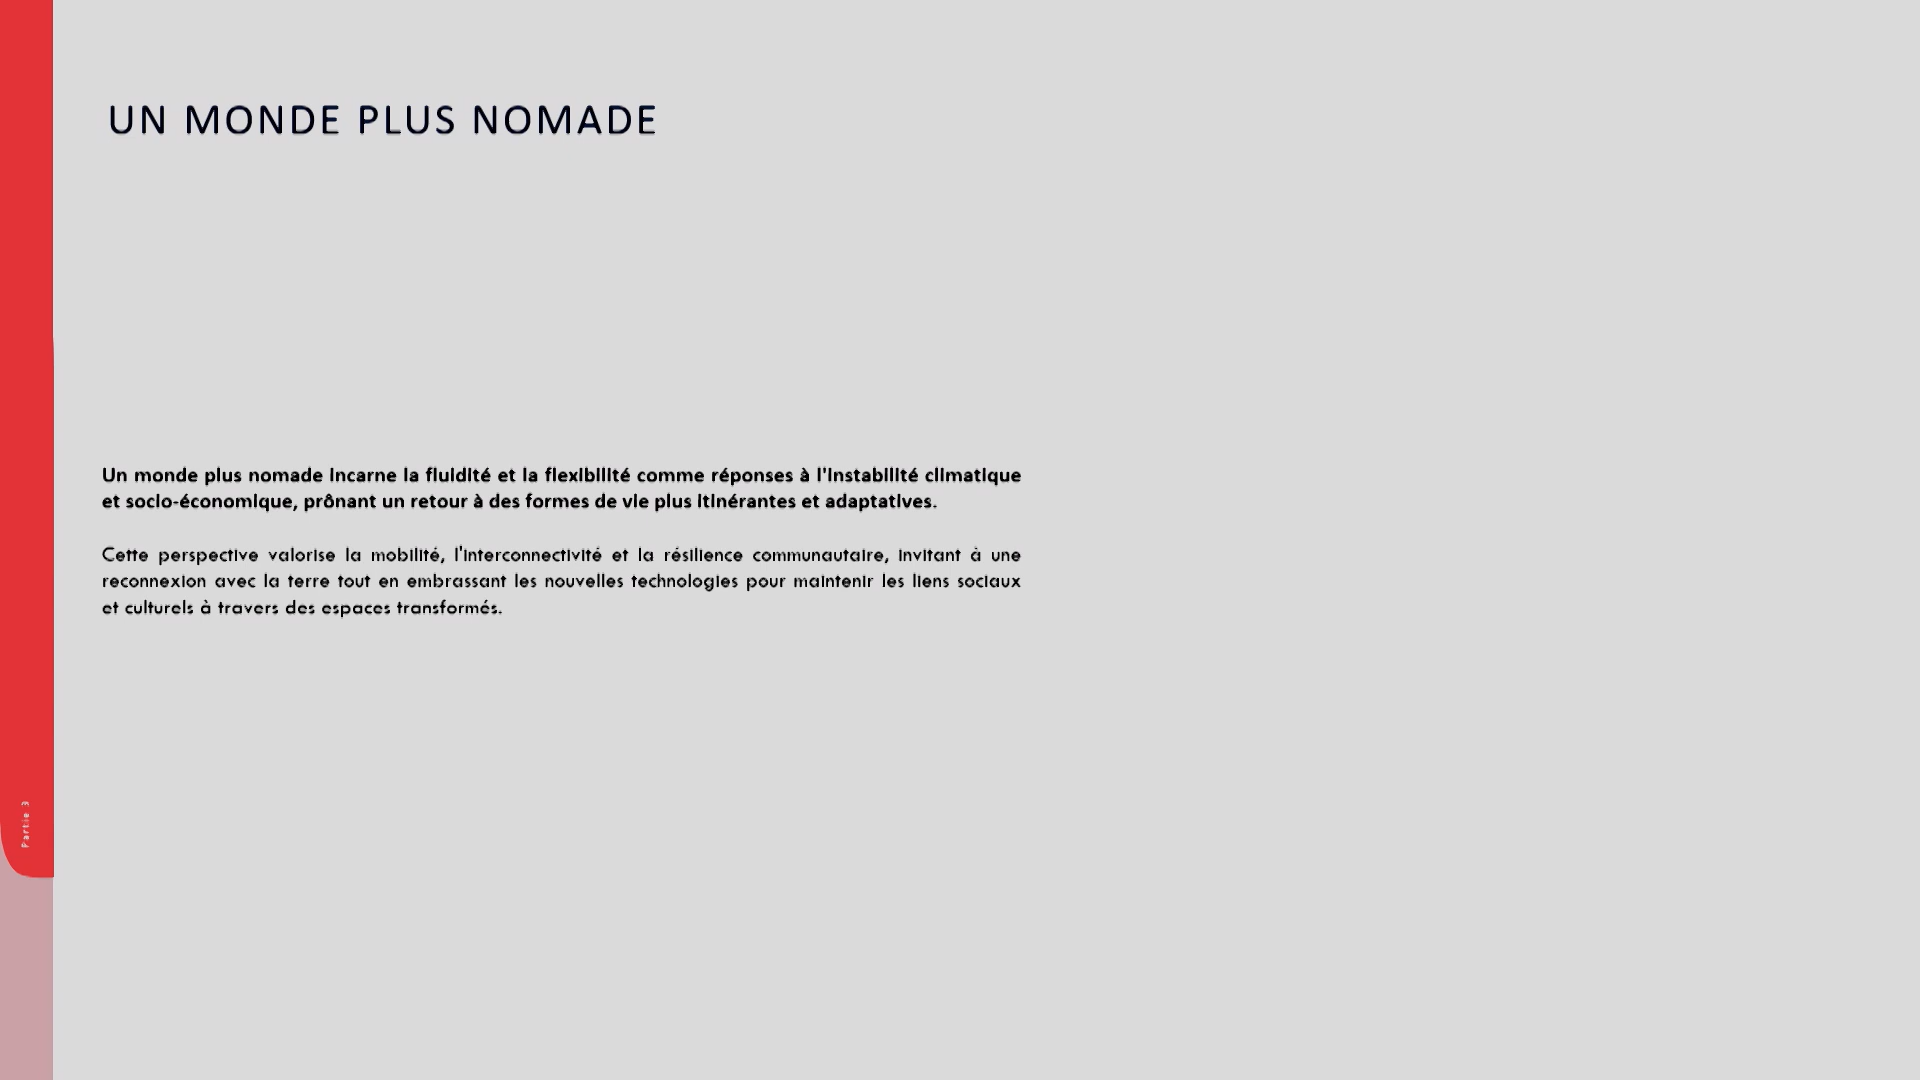 UN MONDE PLUS NOMADE
Un monde plus nomade incarne la fluidité et la flexibilité comme réponses à l'instabilité climatique
et socio-économique, prônant un retour à des formes de vie plus itinérantes et adaptatives.
Cette perspective valorise la mobilité, l'interconnectivité et la résilience communautaire, invitant à une
reconnexion avec la terre tout en embrassant les nouvelles technologies pour maintenir les liens sociaux
et culturels à travers des espaces transformés.
Partie 3